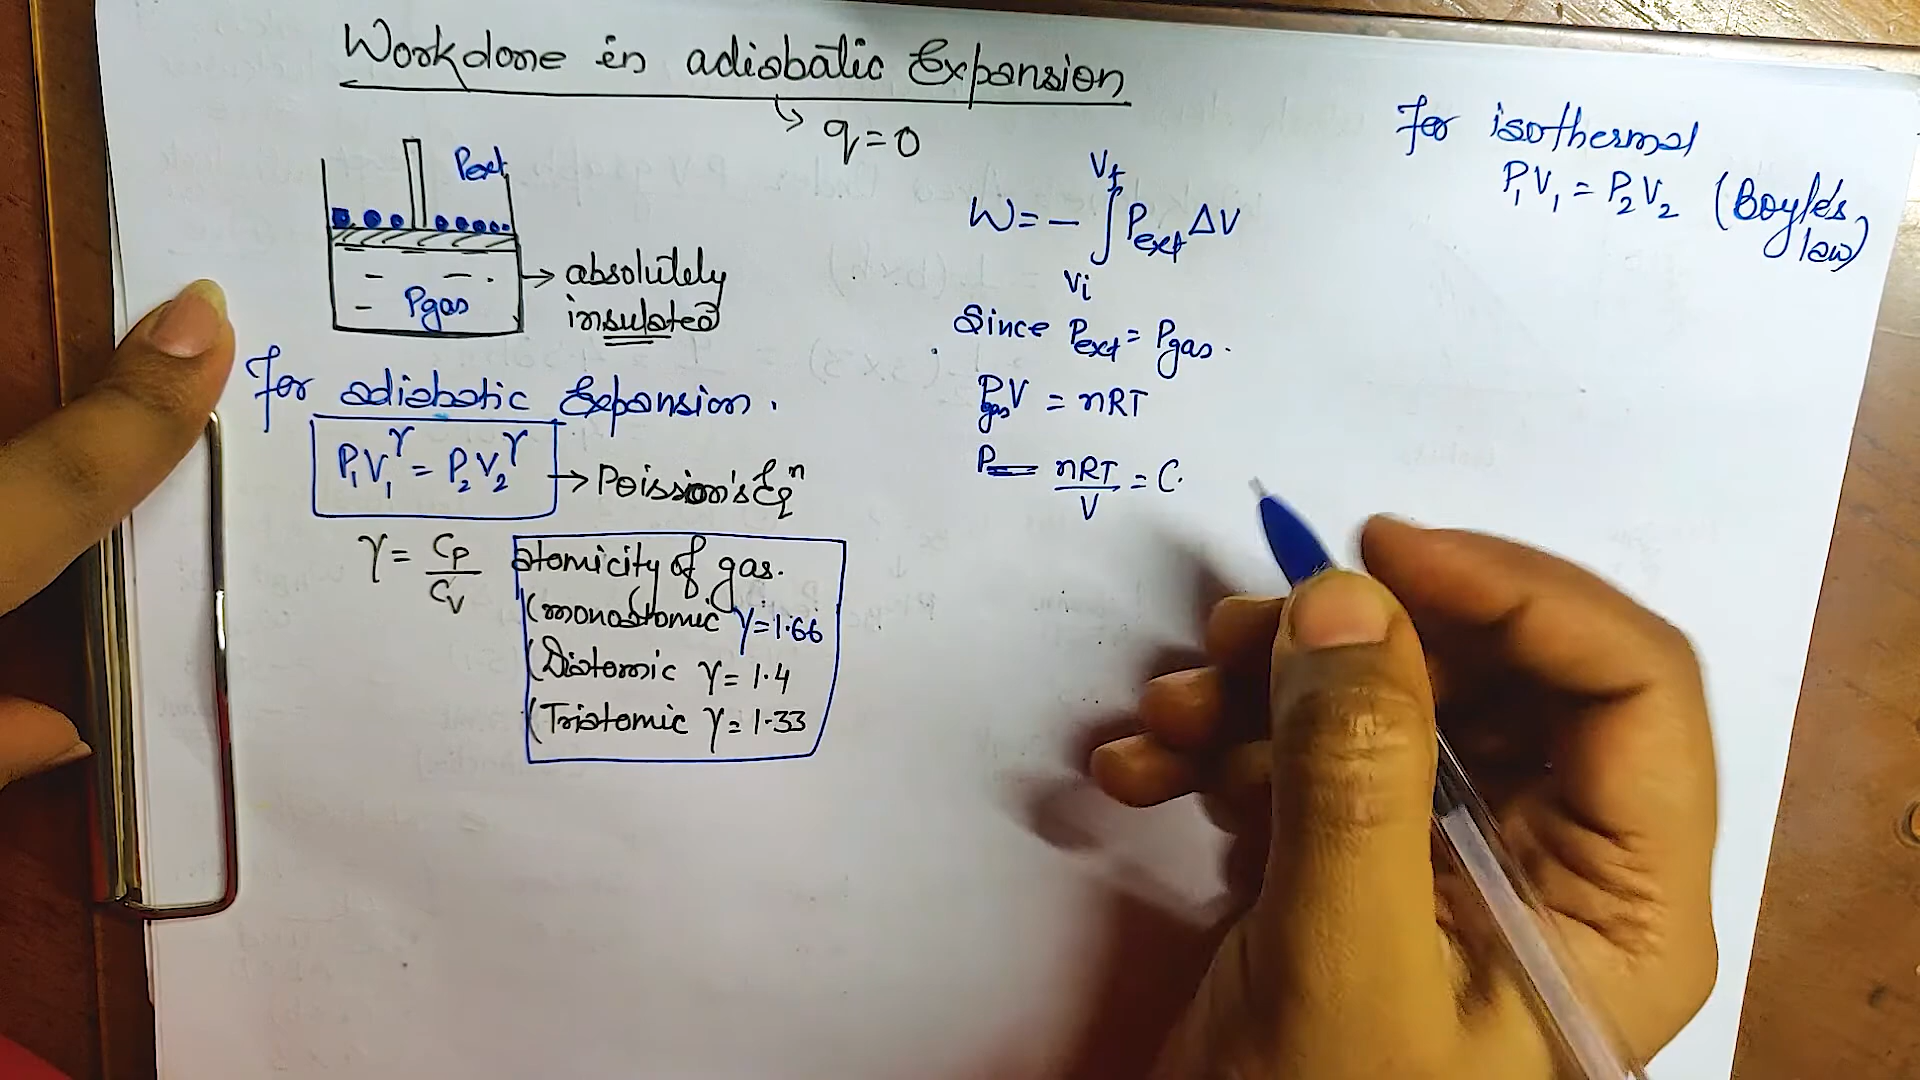 Workdone in adiabatic Expansion
q=0
Pext
Pgas
absolutely
insulated
For adiabatic Expansion.
P₁V₁^γ = P₂V₂^γ → Poission's Eqⁿ
γ = Cp/Cv
atomicity of gas.
(monoatomic γ=1.66
(Diatomic γ= 1.4
(Triatomic γ= 1.33
W= - ∫_{Vi}^{Vf} Pext ΔV
Since Pext = Pgas.
PgasV = nRT
P= nRT/V = C.
For isothermal
P₁V₁ = P₂V₂ (Boyle's
law)